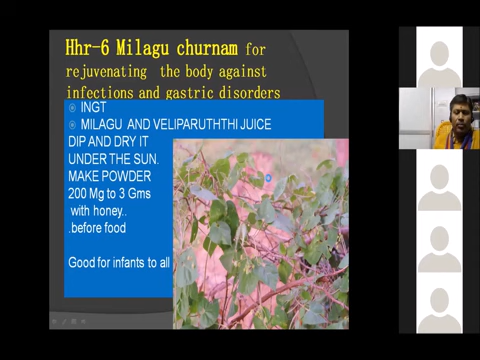 Hhr-6 Milagu churnam for
rejuvenating the body against
infections and gastric disorders
INGT
MILAGU AND VELIPARUTHTHI JUICE
DIP AND DRY IT
UNDER THE SUN.
MAKE POWDER
200 Mg to 3 Gms
with honey..
.before food
Good for infants to all